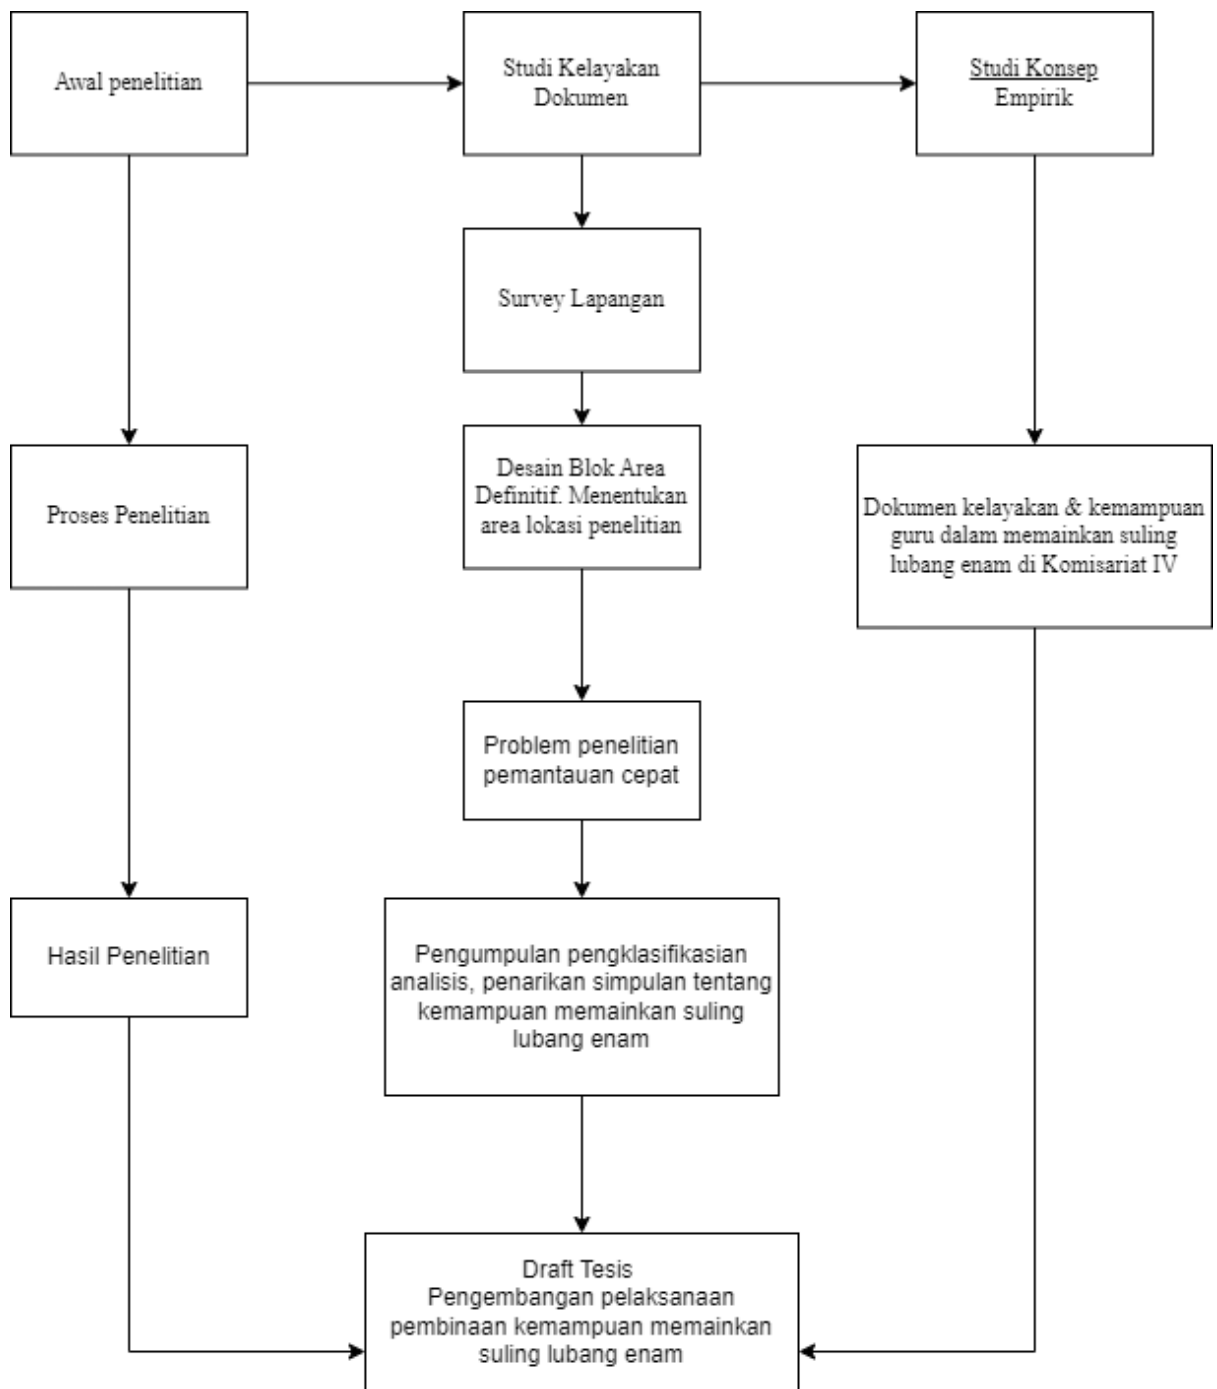 Awal penelitian
Studi Kelayakan
Dokumen
Studi Konsep
Empirik
Survey Lapangan
Proses Penelitian
Desain Blok Area
Definitif. Menentukan
area lokasi penelitian
Dokumen kelayakan & kemampuan
guru dalam memainkan suling
lubang enam di Komisariat IV
Problem penelitian
pemantauan cepat
Hasil Penelitian
Pengumpulan pengklasifikasian
analisis, penarikan simpulan tentang
kemampuan memainkan suling
lubang enam
Draft Tesis
Pengembangan pelaksanaan
pembinaan kemampuan memainkan
suling lubang enam